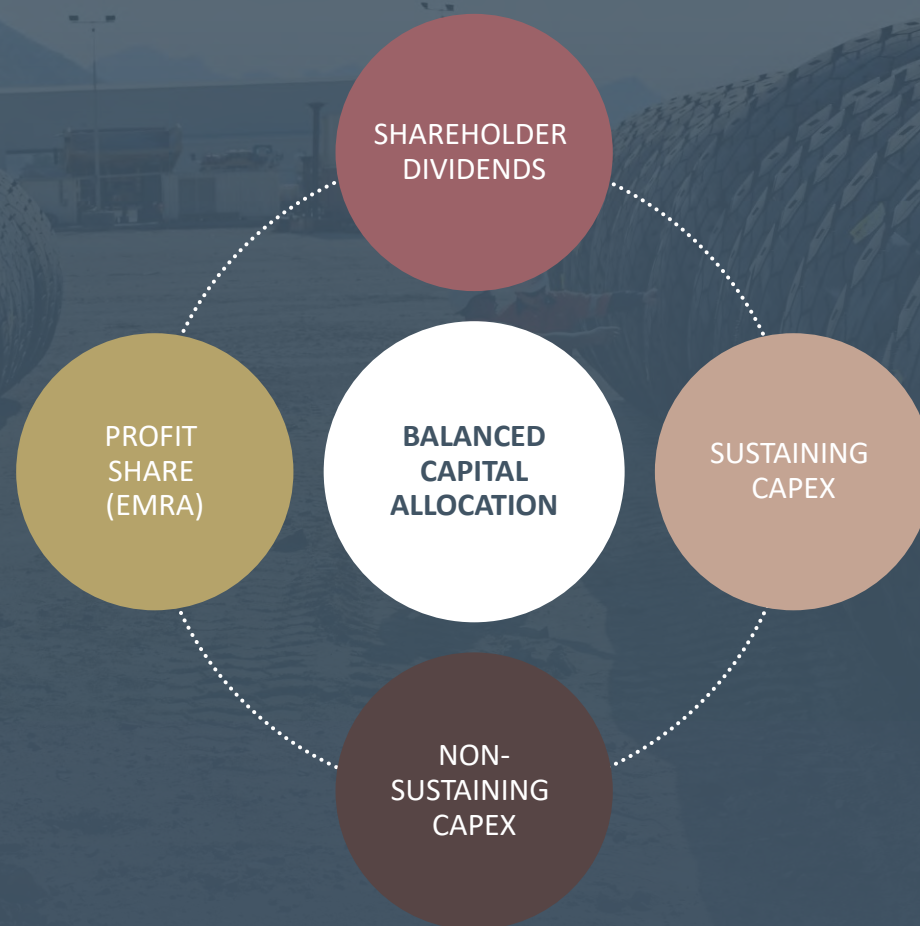 SHAREHOLDER
DIVIDENDS
PROFIT
SHARE
(EMRA)
BALANCED
CAPITAL
ALLOCATION
SUSTAINING
CAPEX
NON-
SUSTAINING
CAPEX